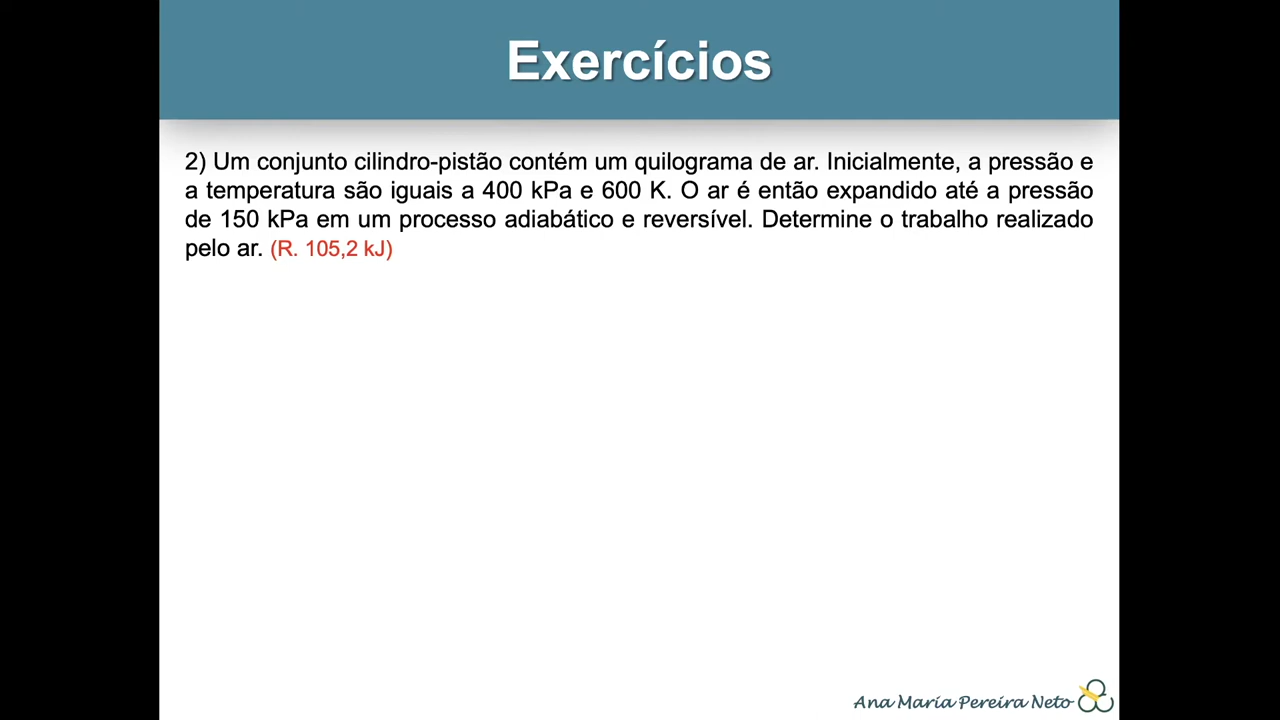 Exercícios
2) Um conjunto cilindro-pistão contém um quilograma de ar. Inicialmente, a pressão e
a temperatura são iguais a 400 kPa e 600 K. O ar é então expandido até a pressão
de 150 kPa em um processo adiabático e reversível. Determine o trabalho realizado
pelo ar. (R. 105,2 kJ)
Ana Maria Pereira Neto